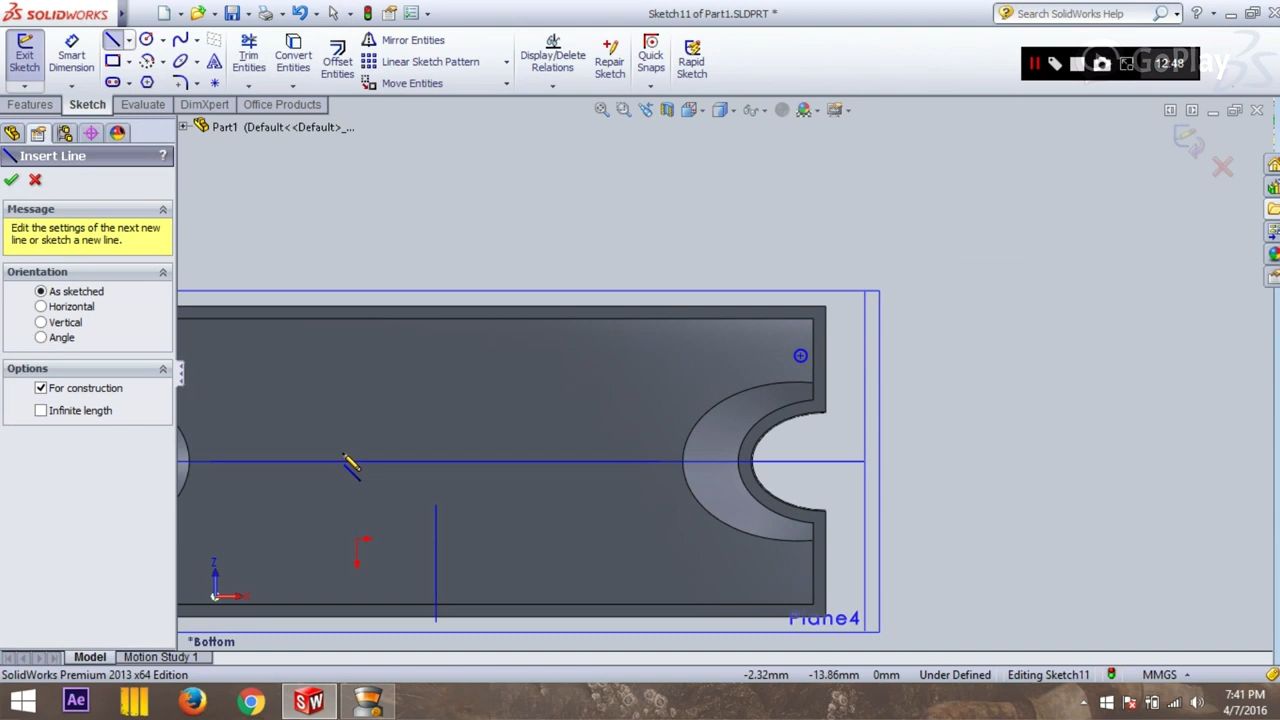 SOLIDWORKS
Sketch11 of Part1.SLDPRT *
Search SolidWorks Help
Exit Sketch
Smart Dimension
Trim Entities
Convert Entities
Offset Entities
Mirror Entities
Linear Sketch Pattern
Move Entities
Display/Delete Relations
Repair Sketch
Quick Snaps
Rapid Sketch
GoPlay
12:48
Features
Sketch
Evaluate
DimXpert
Office Products
Part1 (Default<<Default>_...
Insert Line
?
Message
Edit the settings of the next new
line or sketch a new line.
Orientation
As sketched
Horizontal
Vertical
Angle
Options
For construction
Infinite length
Z
Plane4
*Bottom
Model
Motion Study 1
SolidWorks Premium 2013 x64 Edition
-2.32mm
-13.86mm
0mm
Under Defined
Editing Sketch11
MMGS
Ae
SW
7:41 PM
4/7/2016